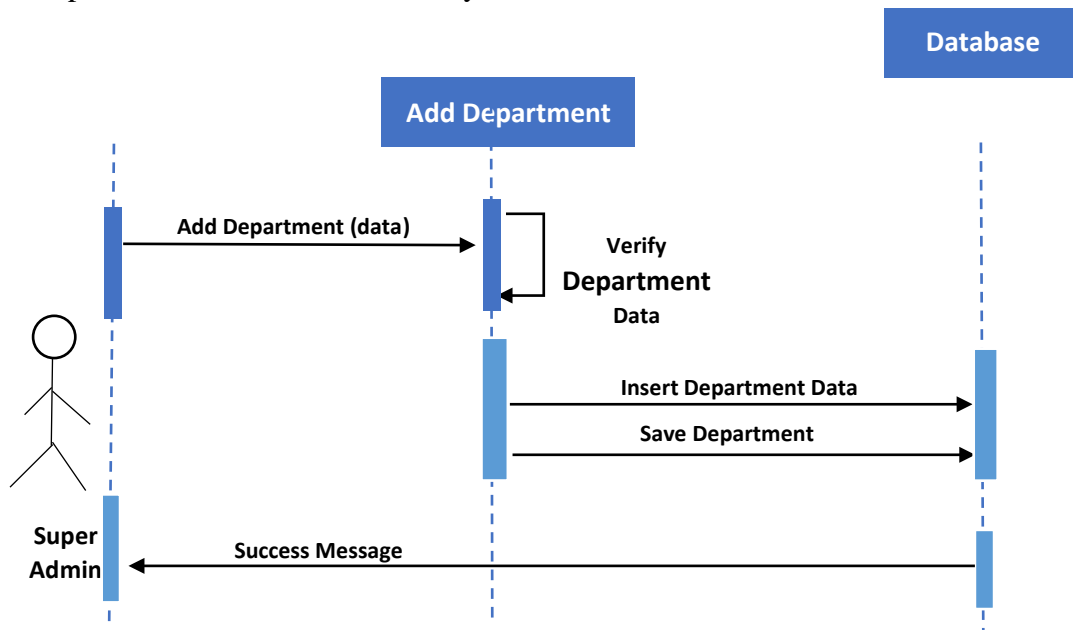 Database
Add Department
Add Department (data)
Verify
Department
Data
Insert Department Data
Save Department
Super
Admin
Success Message